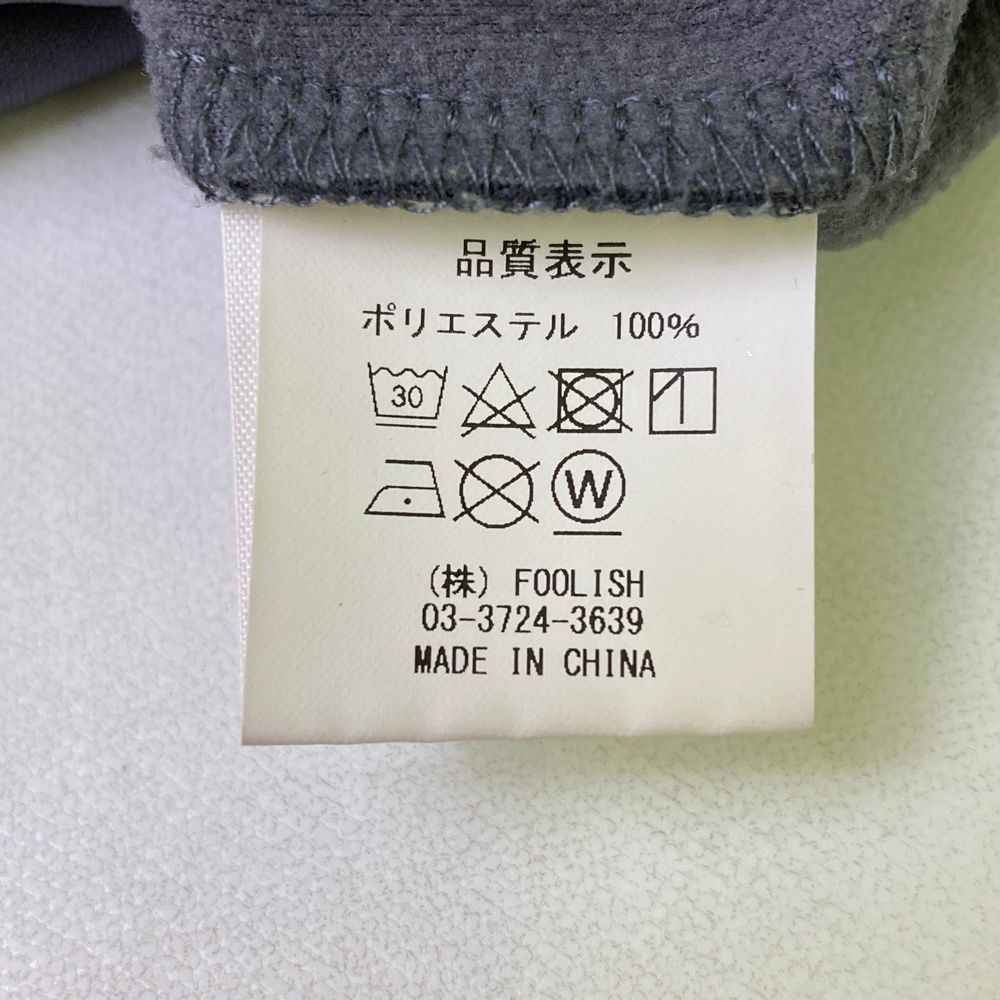 品質表示
ポリエステル 100%
30
W
(株) FOOLISH
03-3724-3639
MADE IN CHINA